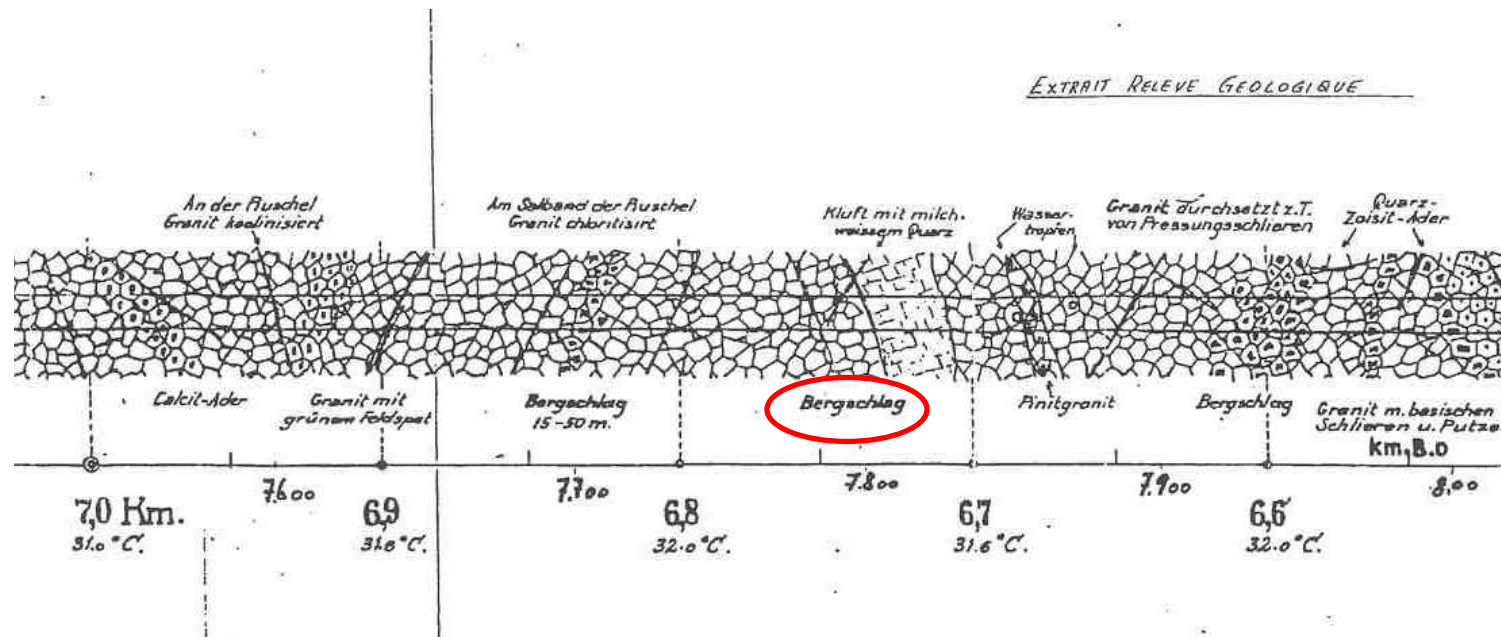 EXTRAIT RELEVE GEOLOGIQUE
An der Ruschel
Granit kaolinisiert
Am Salband der Ruschel
Granit chloritisirt
Kluft mit milch.
weissem Quarz
Wasser-
tropfen
Granit durchsetzt z.T.
von Pressungsschlieren
Quarz-
Zoisit-Ader
Calcit-Ader
Granit mit
grünem Feldspat
Bergschlag
15-50 m.
Bergschlag
Pinitgranit
Bergschlag
Granit m. basischen
Schlieren u. Putze
km, B.D
7.600
7.700
7.800
7.900
8,00
7,0 Km.
6,9
6,8
6,7
6,6
31.0 °C.
31.6 °C.
32.0 °C.
31.6 °C.
32.0 °C.